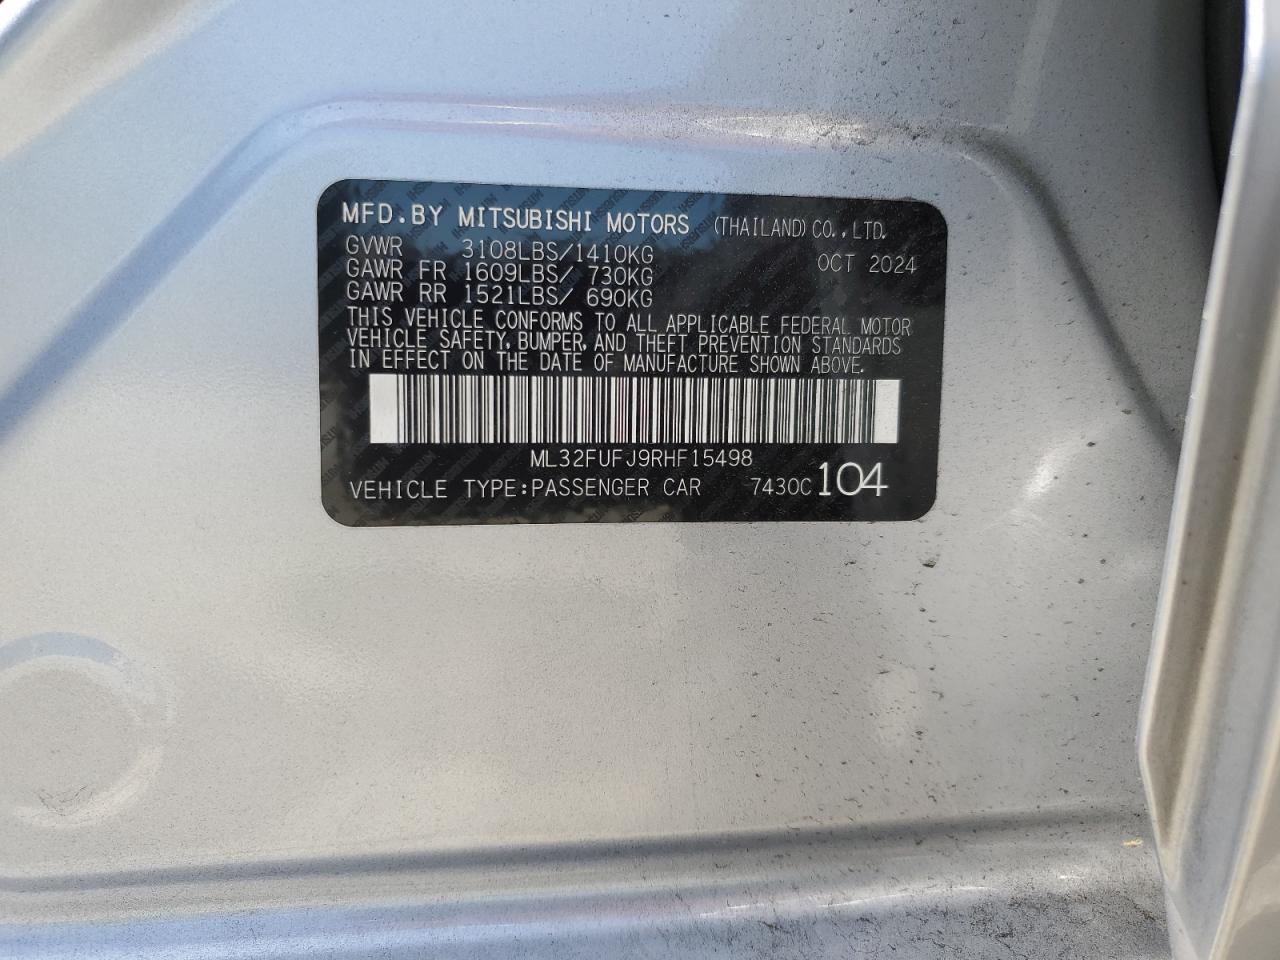 MFD.BY MITSUBISHI MOTORS (THAILAND) CO.,LTD.
GVWR 3108LBS/1410KG OCT 2024
GAWR FR 1609LBS/ 730KG
GAWR RR 1521LBS/ 690KG
THIS VEHICLE CONFORMS TO ALL APPLICABLE FEDERAL MOTOR
VEHICLE SAFETY, BUMPER, AND THEFT PREVENTION STANDARDS
IN EFFECT ON THE DATE OF MANUFACTURE SHOWN ABOVE.
ML32FUFJ9RHF15498
VEHICLE TYPE:PASSENGER CAR 7430C 104